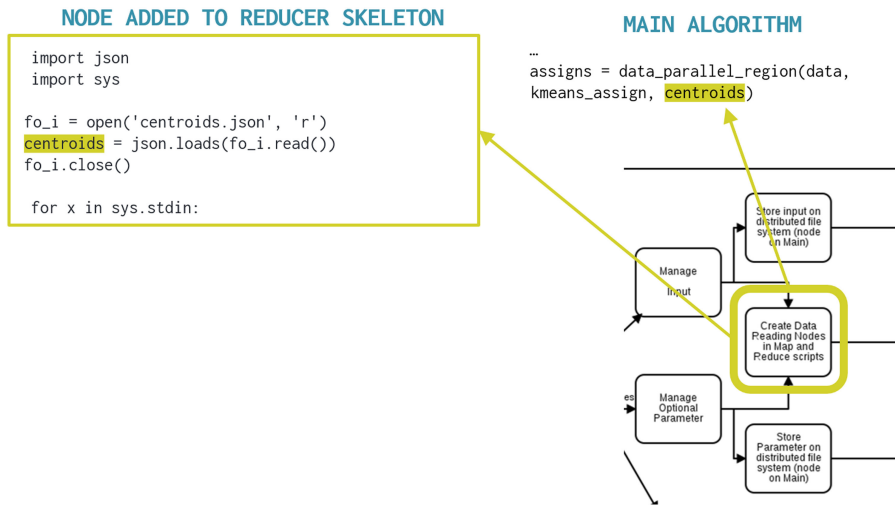 NODE ADDED TO REDUCER SKELETON
import json
import sys
fo_i = open('centroids.json', 'r')
centroids = json.loads(fo_i.read())
fo_i.close()
for x in sys.stdin:
MAIN ALGORITHM
…
assigns = data_parallel_region(data,
kmeans_assign, centroids)
Store input on
distributed file
system (node
on Main)
Manage
Input
Create Data
Reading Nodes
in Map and
Reduce scripts
es
Manage
Optional
Parameter
Store
Parameter on
distributed file
system (node
on Main)